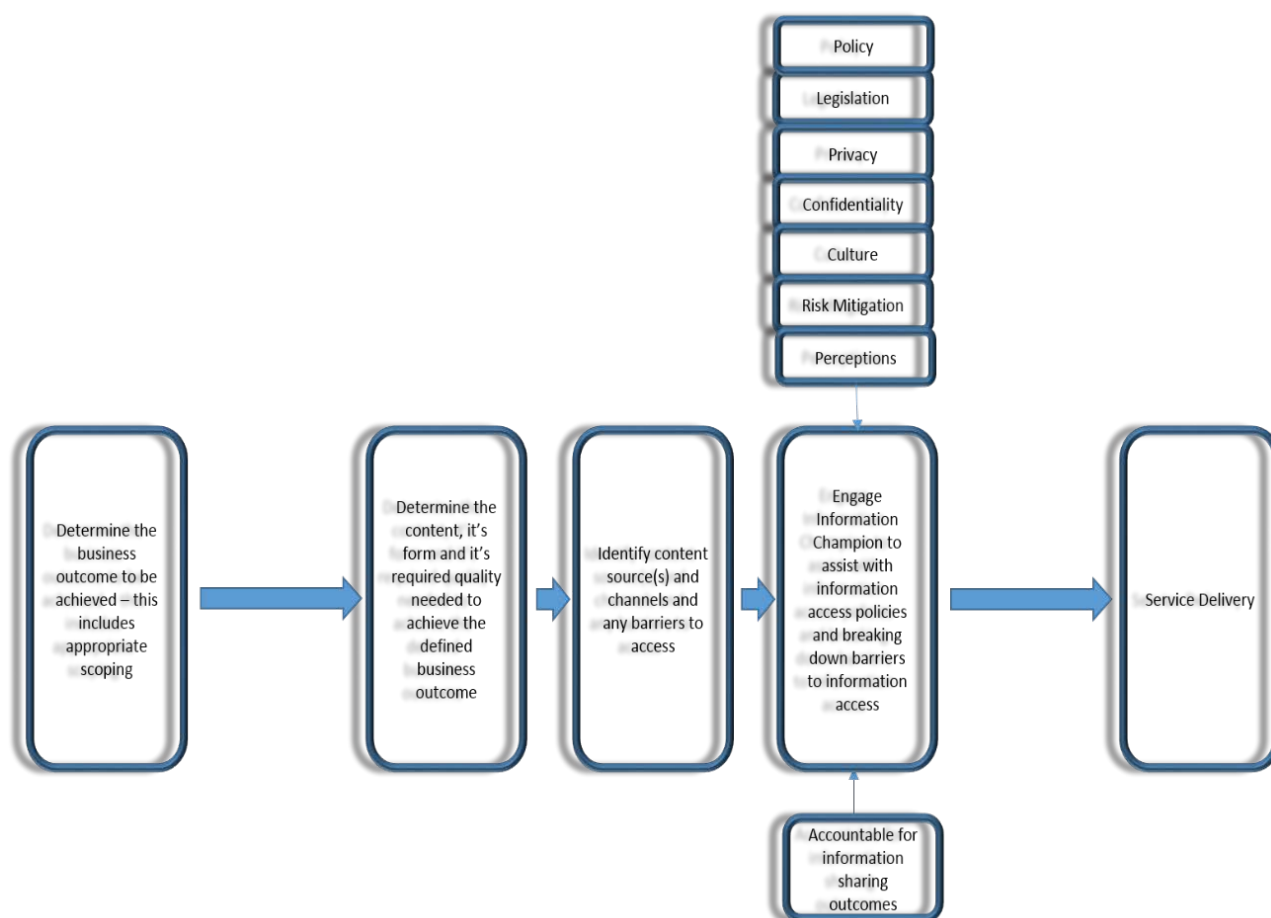 Policy
Legislation
Privacy
Confidentiality
Culture
Risk Mitigation
Perceptions
Determine the
business
outcome to be
achieved – this
includes
appropriate
scoping
Determine the
content, it's
form and it's
required quality
needed to
achieve the
defined
business
outcome
Identify content
source(s) and
channels and
any barriers to
access
Engage
Information
Champion to
assist with
information
access policies
and breaking
down barriers
to information
access
Service Delivery
Accountable for
information
sharing
outcomes